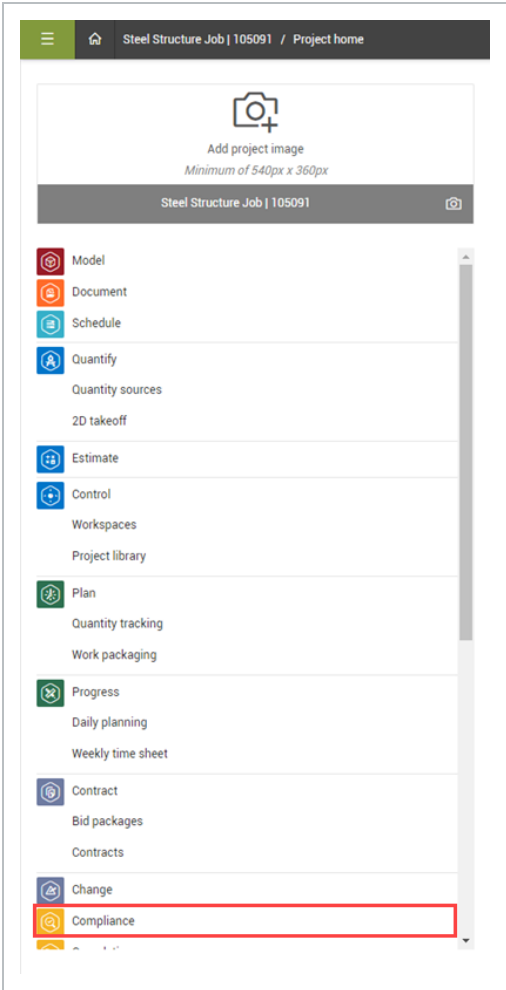 Steel Structure Job | 105091 / Project home
Add project image
Minimum of 540px x 360px
Steel Structure Job | 105091
Model
Document
Schedule
Quantify
Quantity sources
2D takeoff
Estimate
Control
Workspaces
Project library
Plan
Quantity tracking
Work packaging
Progress
Daily planning
Weekly time sheet
Contract
Bid packages
Contracts
Change
Compliance